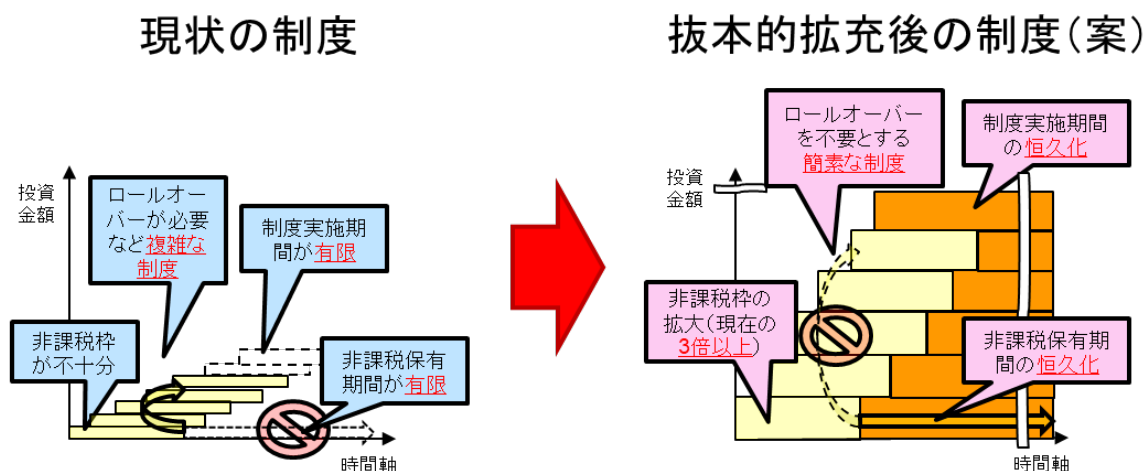 現状の制度
抜本的拡充後の制度（案）
投資
金額
ロールオー
バーが必要
など複雑な
制度
制度実施期
間が有限
非課税枠
が不十分
非課税保有
期間が有限
時間軸
投資
金額
ロールオーバー
を不要とする
簡素な制度
制度実施期間
の恒久化
非課税枠の
拡大（現在の
3倍以上）
非課税保有期
間の恒久化
時間軸